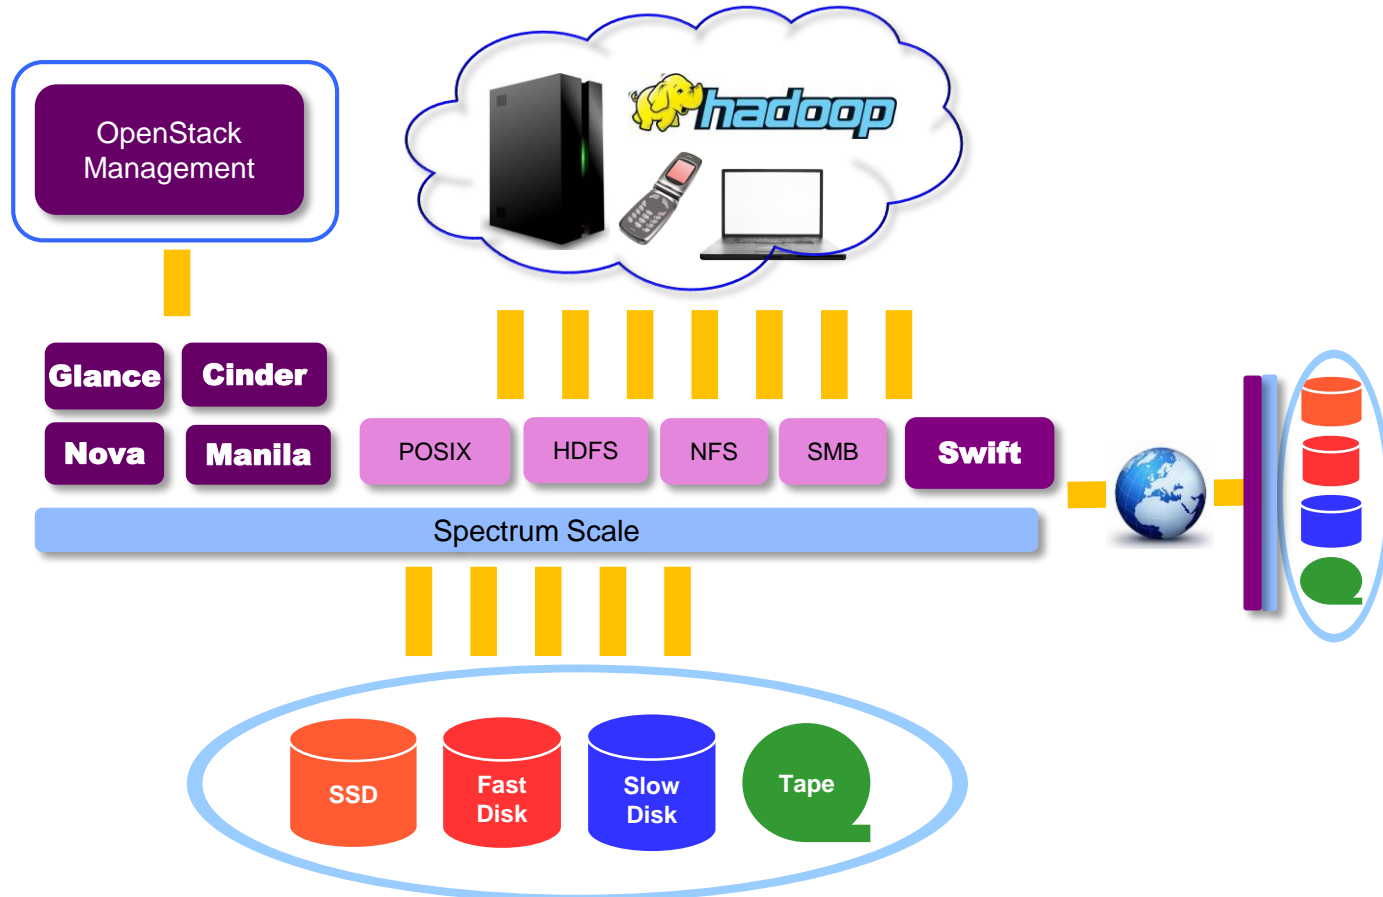 OpenStack
Management
hadoop
Glance
Cinder
Nova
Manila
POSIX
HDFS
NFS
SMB
Swift
Spectrum Scale
SSD
Fast
Disk
Slow
Disk
Tape